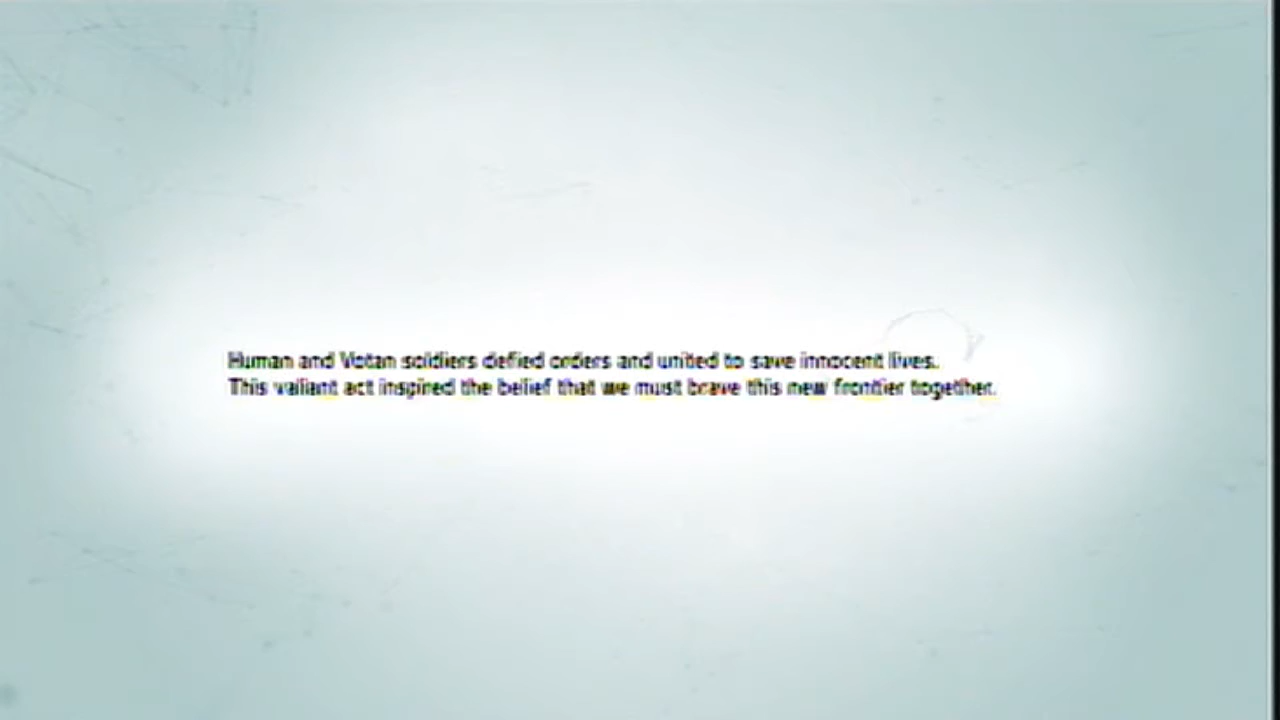 Human and Votan soldiers defied orders and united to save innocent lives.
This valiant act inspired the belief that we must brave this new frontier together.